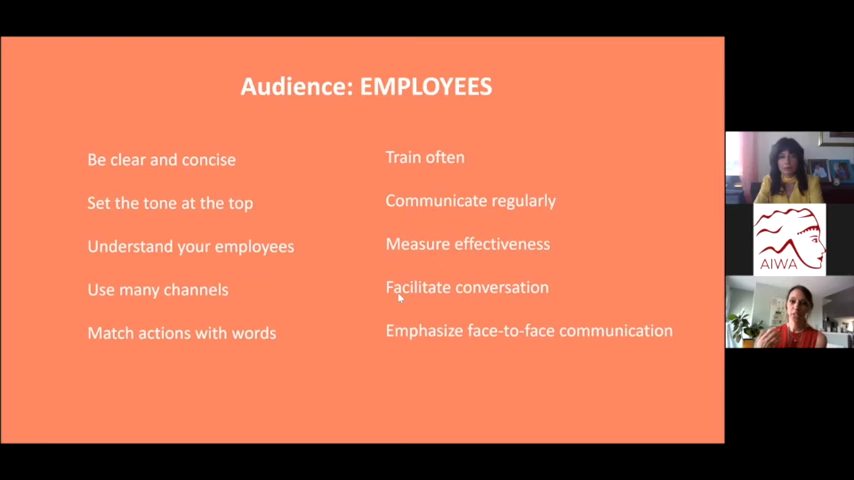 Audience: EMPLOYEES
Be clear and concise
Set the tone at the top
Understand your employees
Use many channels
Match actions with words
Train often
Communicate regularly
Measure effectiveness
Facilitate conversation
Emphasize face-to-face communication
AIWA